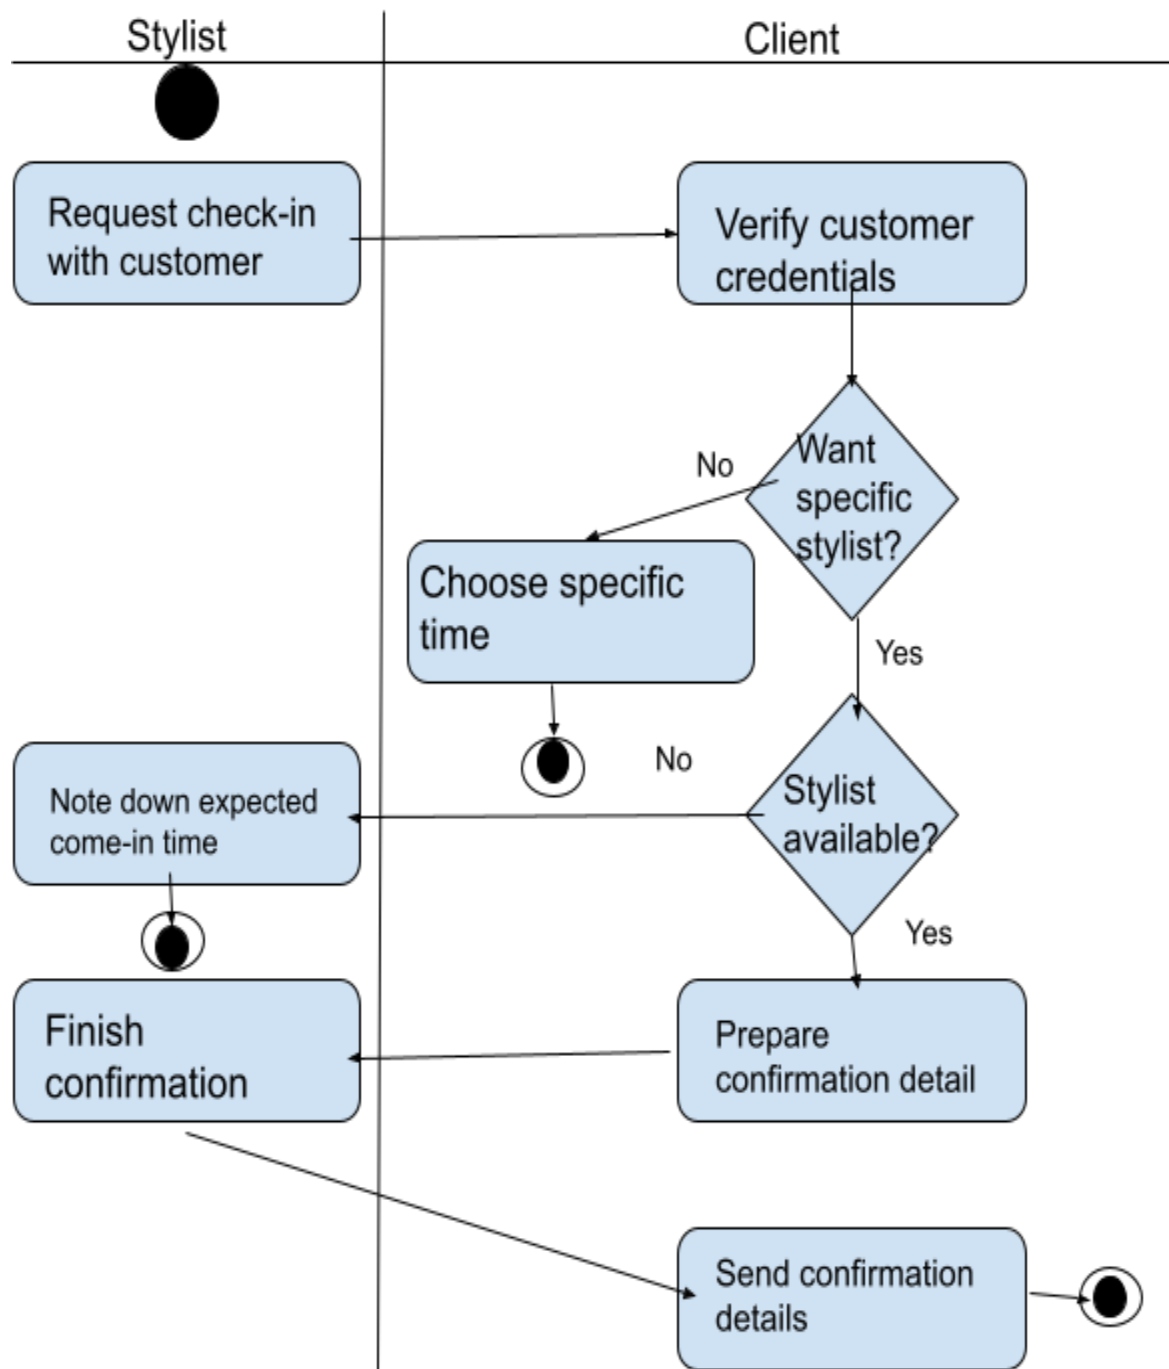 Stylist
Client
Request check-in
with customer
Verify customer
credentials
Want
specific
stylist?
No
Choose specific
time
Yes
Stylist
available?
No
Note down expected
come-in time
Yes
Finish
confirmation
Prepare
confirmation detail
Send confirmation
details